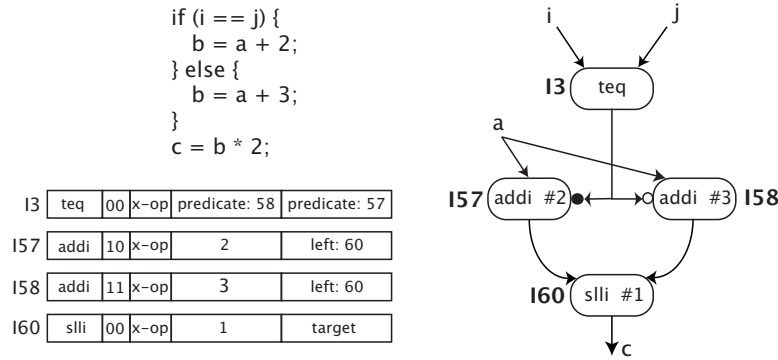 if (i == j) {
b = a + 2;
} else {
b = a + 3;
}
c = b * 2;
I3 teq 00 x-op predicate: 58 predicate: 57
I57 addi 10 x-op 2 left: 60
I58 addi 11 x-op 3 left: 60
I60 slli 00 x-op 1 target
i j
I3 teq
a
I57 addi #2 addi #3 I58
I60 slli #1
c